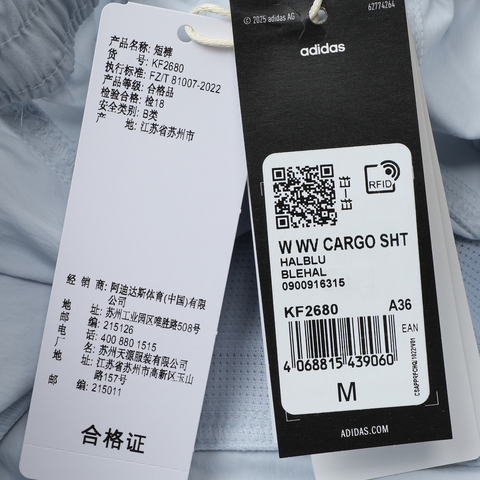 产品名称: 短裤
货 号: KF2680
执行标准: FZ/T 81007-2022
产品等级: 合格品
检验合格: 检18
安全类别: B类
产 地: 江苏省苏州市
经 销 商: 阿迪达斯体育(中国)有限
公司
地 址: 苏州工业园区唯胜路508号
邮 编: 215126
电 话: 400 880 1515
厂 名: 苏州天源服装有限公司
地 址: 江苏省苏州市高新区玉山
路157号
邮 编: 215011
合格证
© 2025 adidas AG
62774264
adidas
RFID
W WV CARGO SHT
HALBLU
BLEHAL
0900916315
KF2680 A36
EAN
4 068815 439060
M
ADIDAS.COM